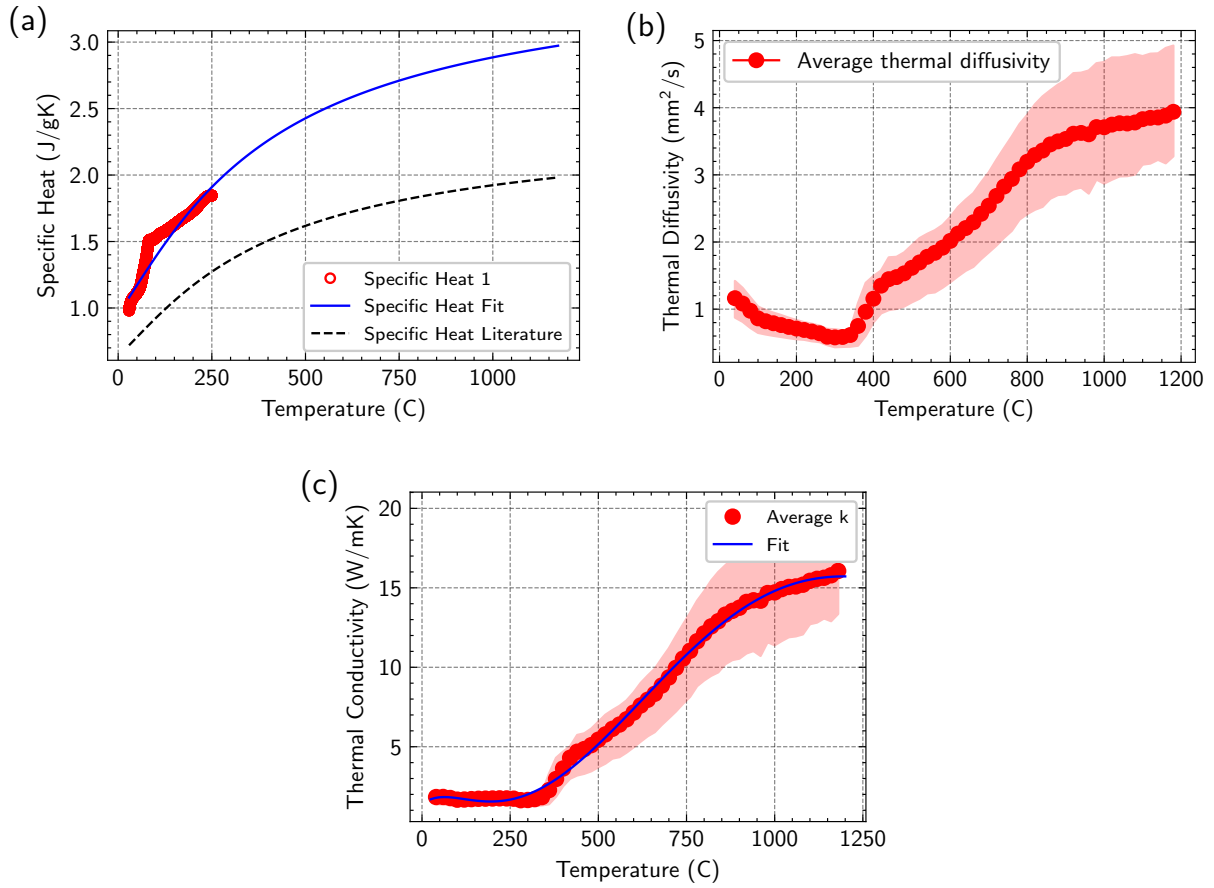 (a)
3.0
2.5
2.0
1.5
1.0
Specific Heat (J/gK)
Specific Heat 1
Specific Heat Fit
Specific Heat Literature
0 250 500 750 1000
Temperature (C)
(b)
5
4
3
2
1
Thermal Diffusivity (mm²/s)
Average thermal diffusivity
0 200 400 600 800 1000 1200
Temperature (C)
(c)
20
15
10
5
Thermal Conductivity (W/mK)
Average k
Fit
0 250 500 750 1000 1250
Temperature (C)